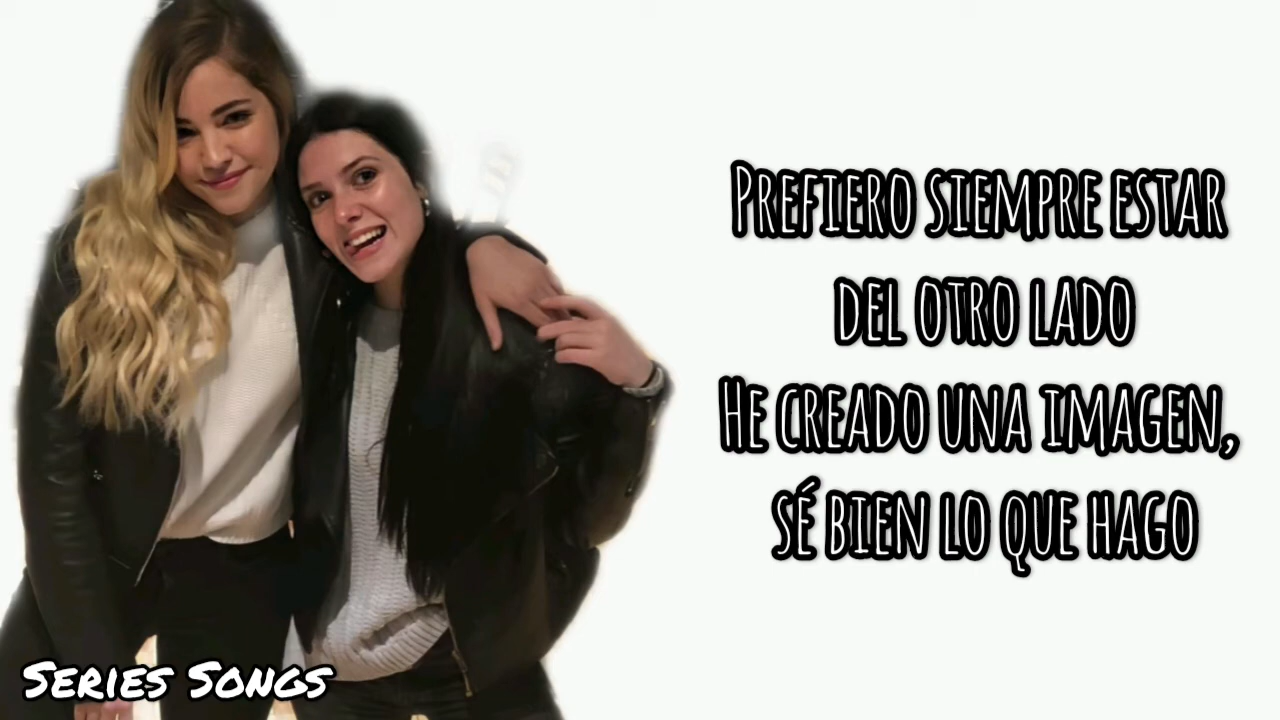 Prefiero siempre estar
del otro lado
He creado una imagen,
sé bien lo que hago
Series Songs